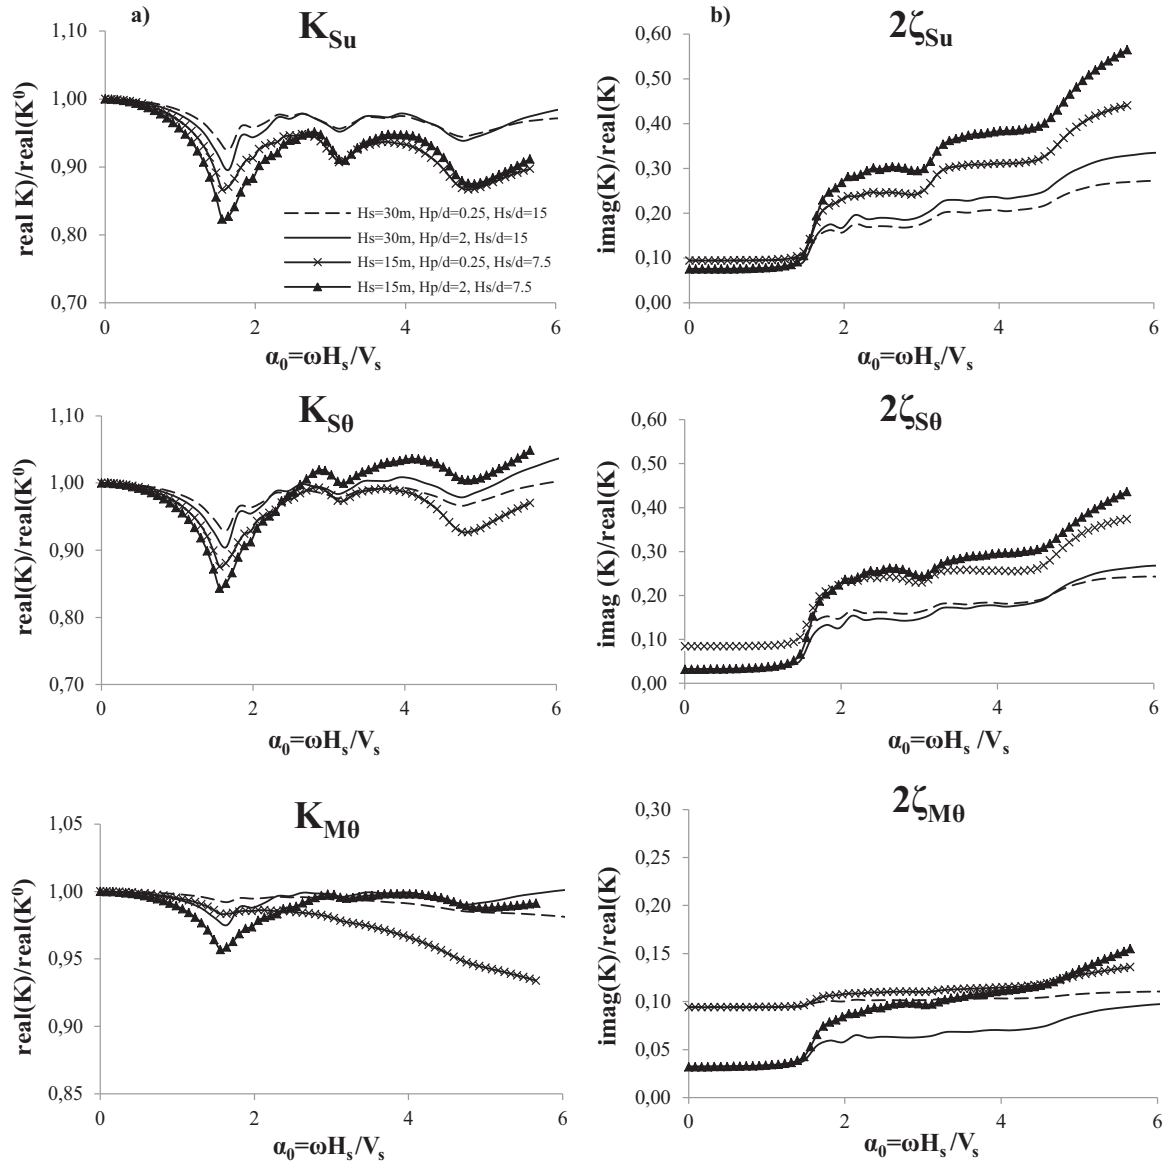 a)
K_Su
real K)/real(K⁰)
1,10
1,00
0,90
0,80
0,70
0 2 4 6
α₀=ωH_s/V_s
Hs=30m, Hp/d=0.25, Hs/d=15
Hs=30m, Hp/d=2, Hs/d=15
Hs=15m, Hp/d=0.25, Hs/d=7.5
Hs=15m, Hp/d=2, Hs/d=7.5
b)
2ζ_Su
imag(K)/real(K)
0,60
0,50
0,40
0,30
0,20
0,10
0,00
0 2 4 6
α₀=ωH_s/V_s
K_Sθ
real(K)/real(K⁰)
1,10
1,00
0,90
0,80
0,70
0 2 4 6
α₀=ωH_s/V_s
2ζ_Sθ
imag (K)/real(K)
0,60
0,50
0,40
0,30
0,20
0,10
0,00
0 2 4 6
α₀=ωH_s /V_s
K_Mθ
real(K)/real(K⁰)
1,05
1,00
0,95
0,90
0,85
0 2 4 6
α₀=ωH_s/V_s
2ζ_Mθ
imag(K)/real(K)
0,30
0,25
0,20
0,15
0,10
0,05
0,00
0 2 4 6
α₀=ωH_s/V_s